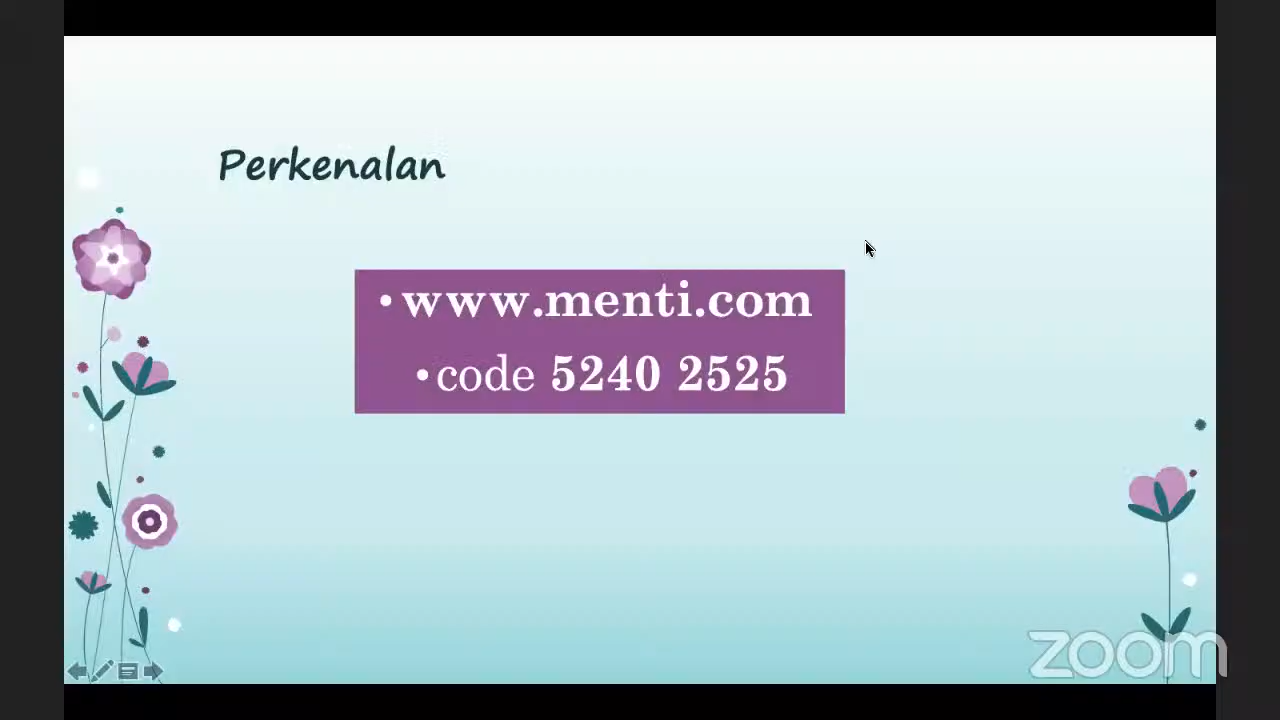 Perkenalan
• www.menti.com
• code 5240 2525
zoom